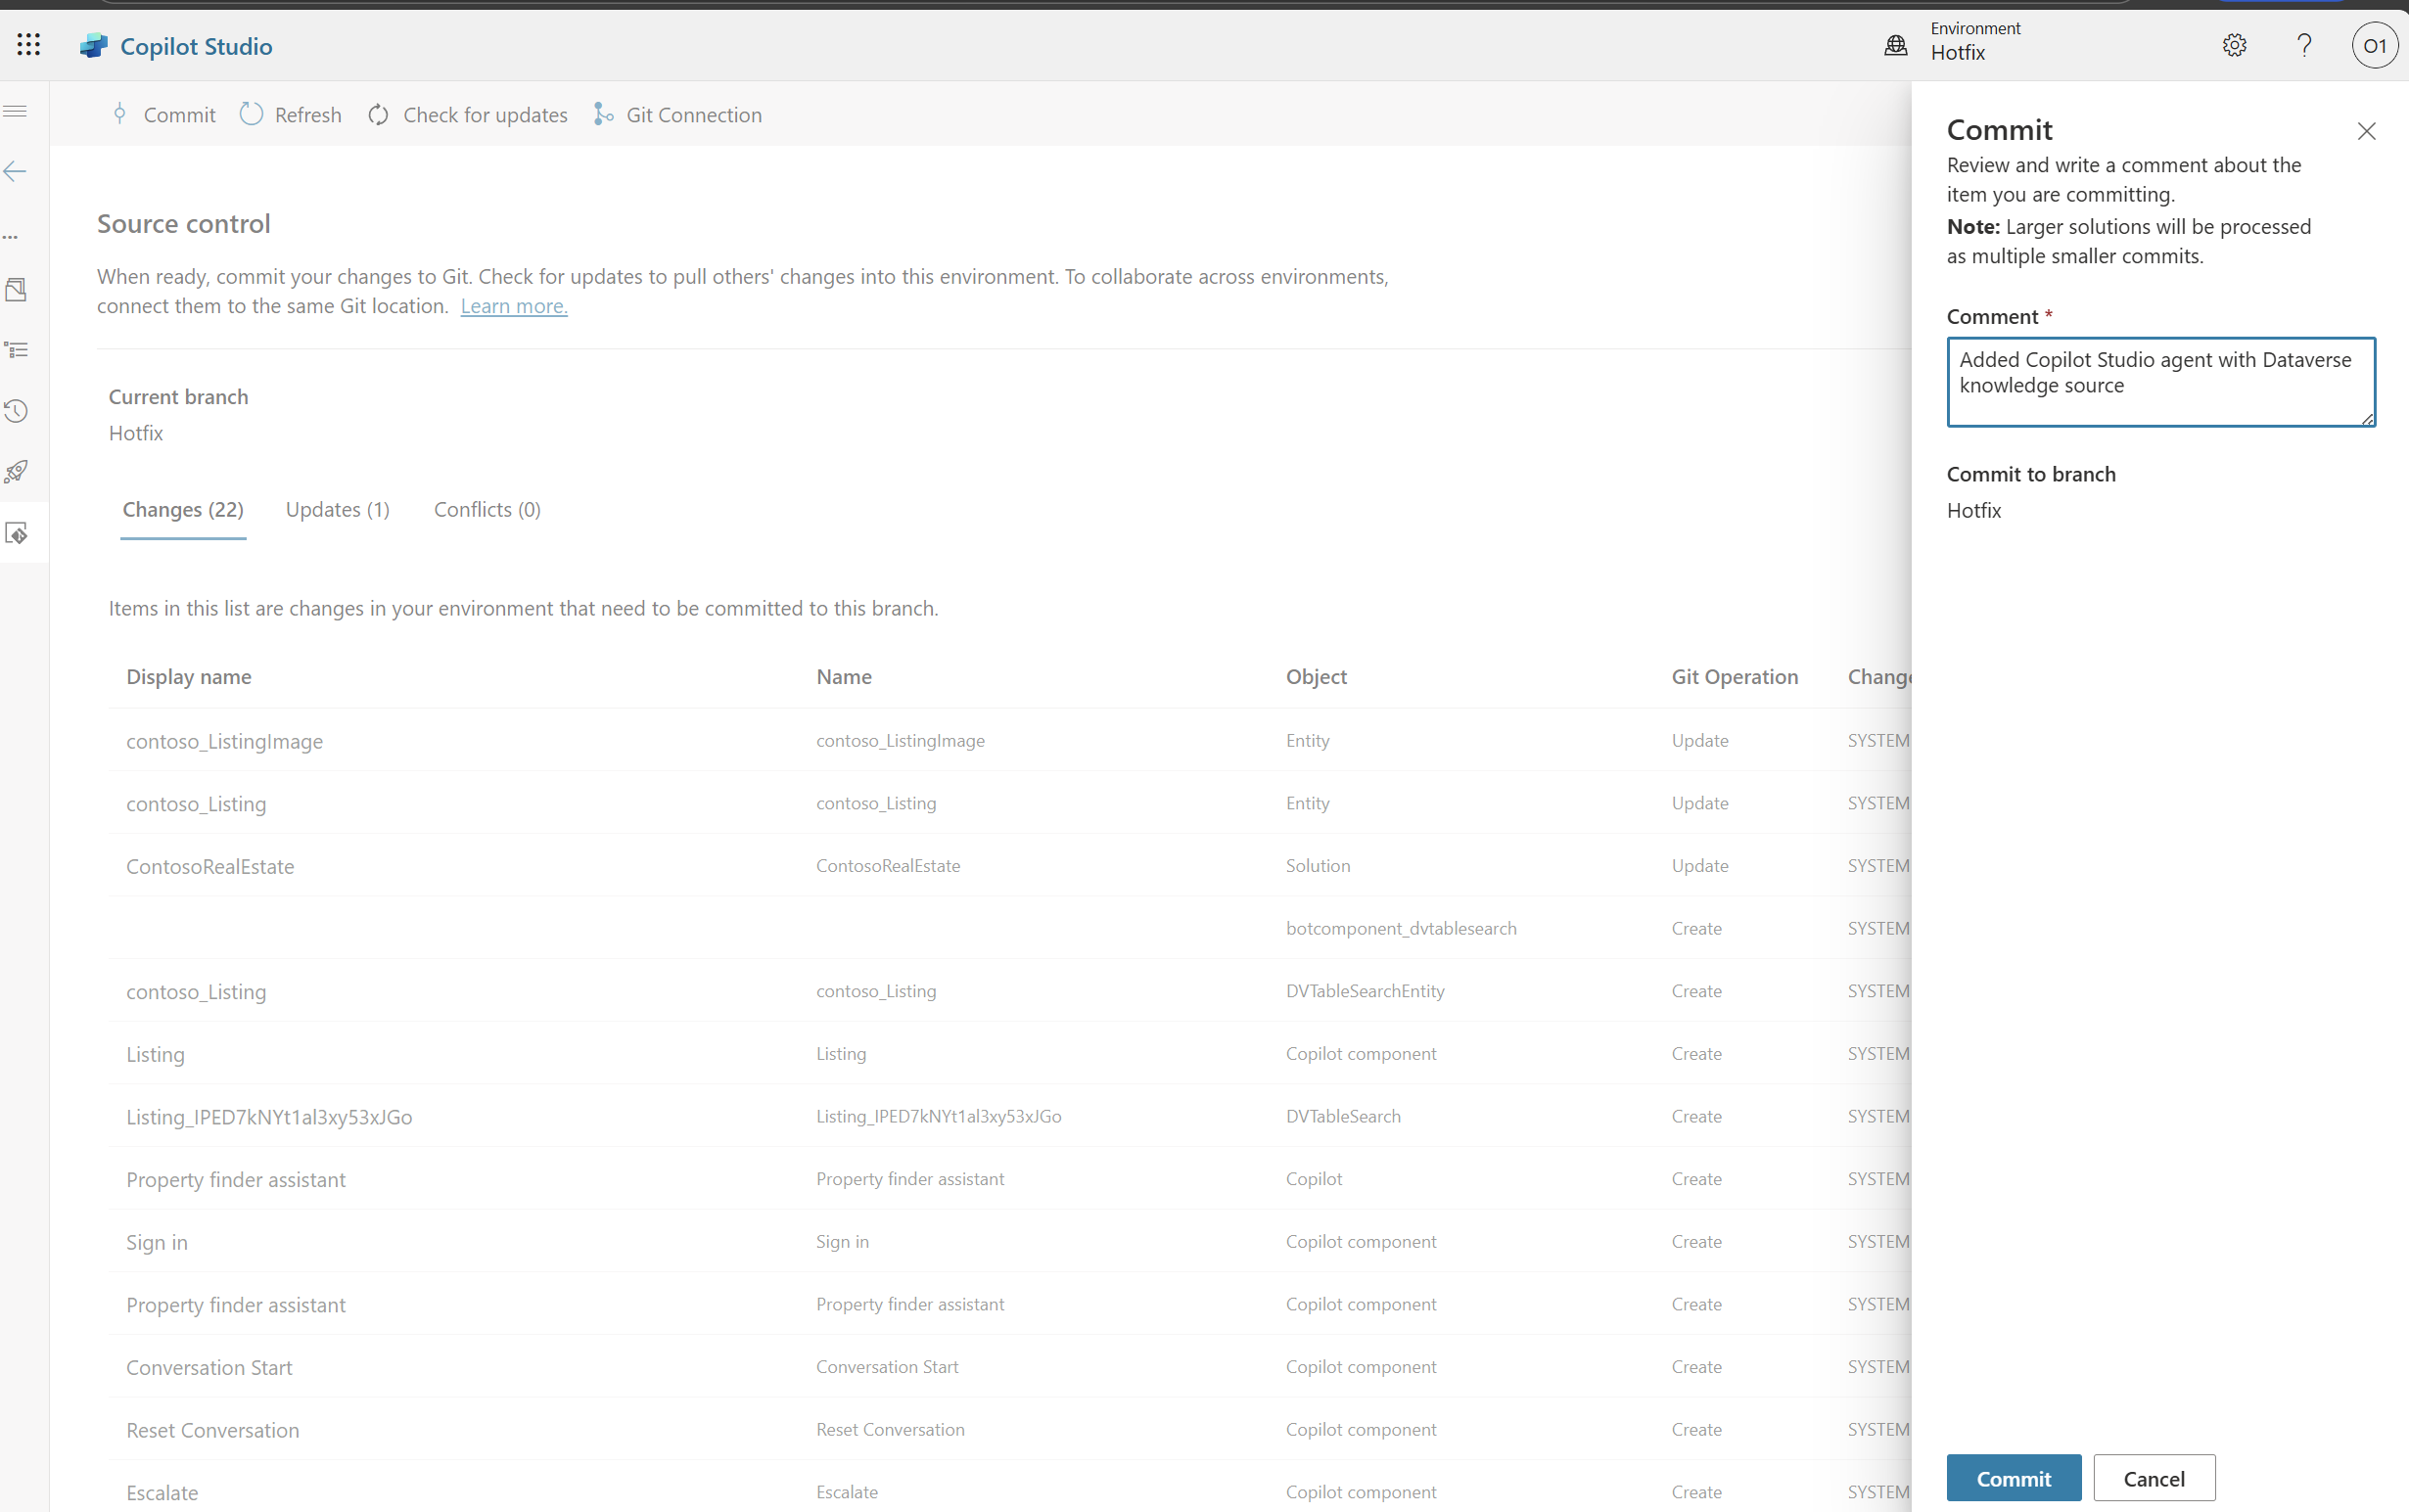 Copilot Studio
Environment
Hotfix
?
O1
Commit
Refresh
Check for updates
Git Connection
Source control
When ready, commit your changes to Git. Check for updates to pull others' changes into this environment. To collaborate across environments,
connect them to the same Git location. Learn more.
Current branch
Hotfix
Changes (22)
Updates (1)
Conflicts (0)
Items in this list are changes in your environment that need to be committed to this branch.
Display name Name Object Git Operation Change
contoso_ListingImage contoso_ListingImage Entity Update SYSTEM
contoso_Listing contoso_Listing Entity Update SYSTEM
ContosoRealEstate ContosoRealEstate Solution Update SYSTEM
botcomponent_dvtablesearch Create SYSTEM
contoso_Listing contoso_Listing DVTableSearchEntity Create SYSTEM
Listing Listing Copilot component Create SYSTEM
Listing_IPED7kNYt1al3xy53xJGo Listing_IPED7kNYt1al3xy53xJGo DVTableSearch Create SYSTEM
Property finder assistant Property finder assistant Copilot Create SYSTEM
Sign in Sign in Copilot component Create SYSTEM
Property finder assistant Property finder assistant Copilot component Create SYSTEM
Conversation Start Conversation Start Copilot component Create SYSTEM
Reset Conversation Reset Conversation Copilot component Create SYSTEM
Escalate Escalate Copilot component Create SYSTEM
Commit
Review and write a comment about the
item you are committing.
Note: Larger solutions will be processed
as multiple smaller commits.
Comment *
Added Copilot Studio agent with Dataverse
knowledge source
Commit to branch
Hotfix
Commit
Cancel